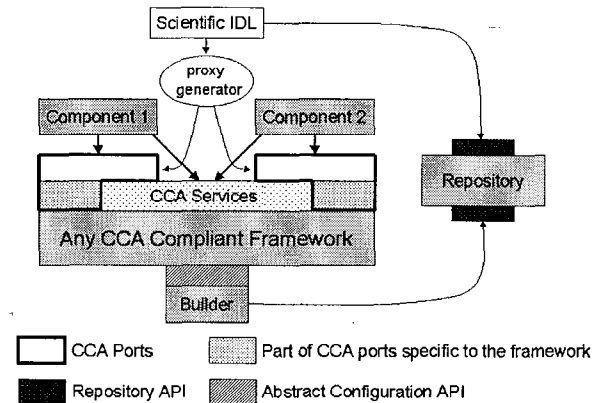 Scientific IDL
proxy
generator
Component 1
Component 2
CCA Services
Repository
Any CCA Compliant Framework
Builder
CCA Ports
Part of CCA ports specific to the framework
Repository API
Abstract Configuration API